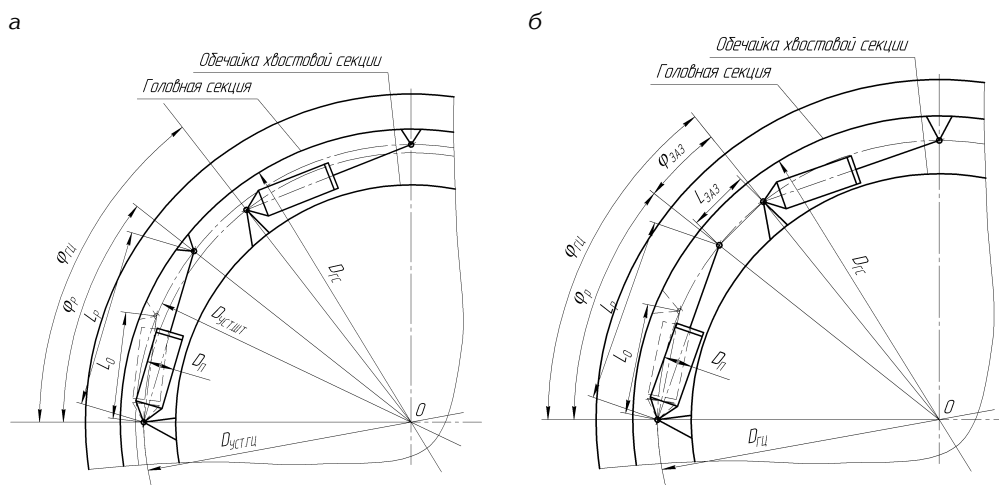 а
Обечайка хвостовой секции
Головная секция
φГЦ
φР
LР
L0
DГС
DУСТ.ШТ
DП
DУСТ.ГЦ
О
б
Обечайка хвостовой секции
Головная секция
φЗАЗ
LЗАЗ
φГЦ
φР
LР
L0
DГС
DП
DГЦ
О